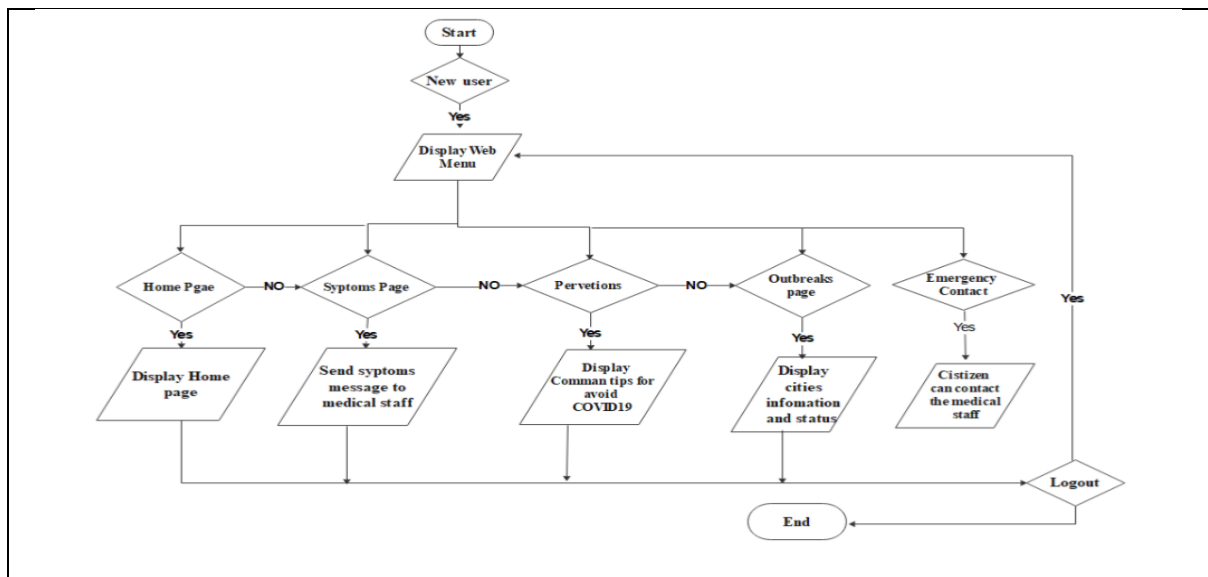 Start
New user
Yes
Display Web
Menu
Home Pgae
NO
Syptoms Page
NO
Pervetions
NO
Outbreaks
page
Emergency
Contact
Yes
Yes
Yes
Yes
Yes
Yes
Display Home
page
Send syptoms
message to
medical staff
Display
Comman tips for
avoid
COVID19
Display
cities
infomation
and status
Cistizen
can contact
the medical
staff
Logout
End